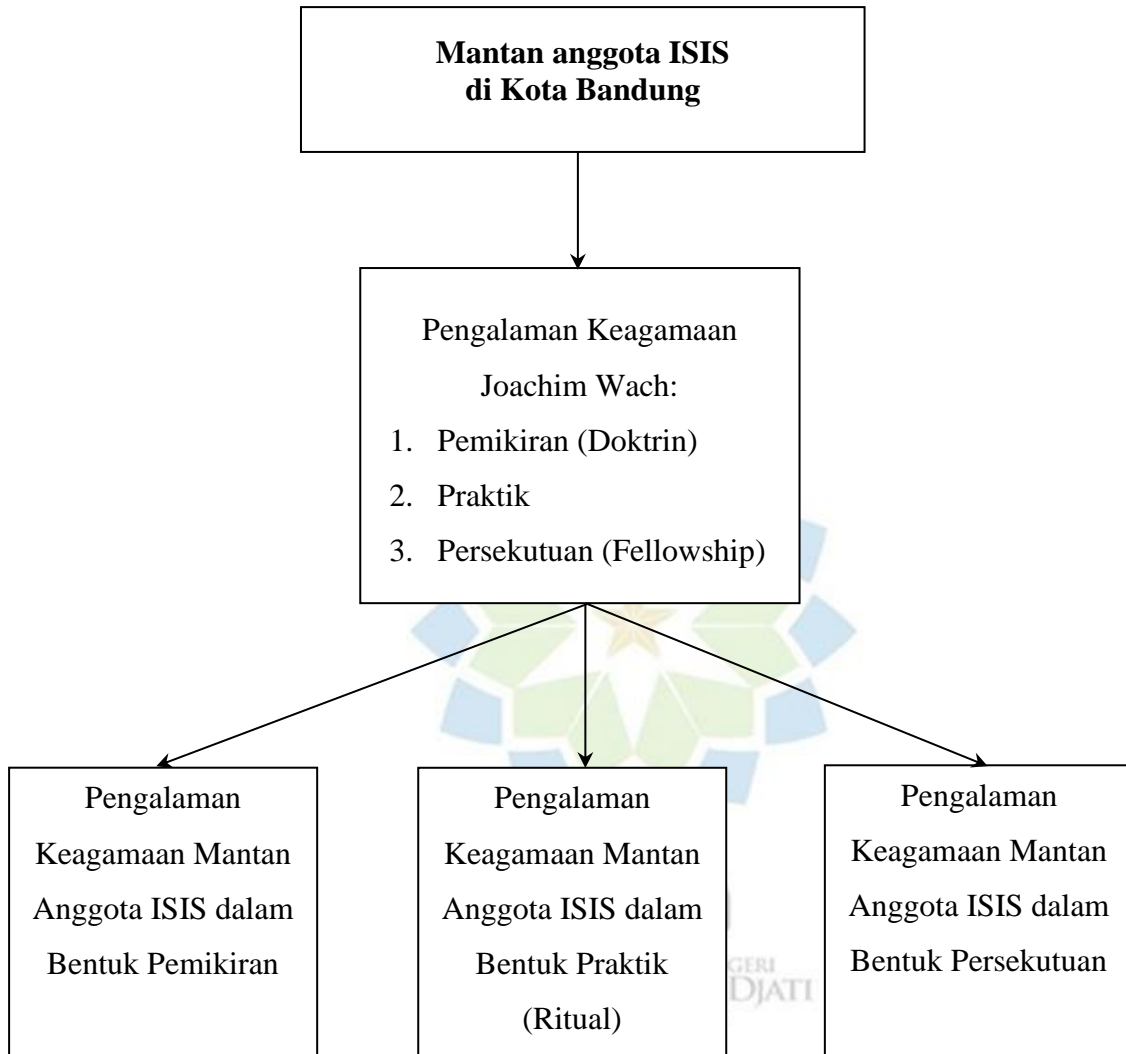 Mantan anggota ISIS
di Kota Bandung
Pengalaman Keagamaan
Joachim Wach:
1. Pemikiran (Doktrin)
2. Praktik
3. Persekutuan (Fellowship)
Pengalaman
Keagamaan Mantan
Anggota ISIS dalam
Bentuk Pemikiran
Pengalaman
Keagamaan Mantan
Anggota ISIS dalam
Bentuk Praktik
(Ritual)
Pengalaman
Keagamaan Mantan
Anggota ISIS dalam
Bentuk Persekutuan
GERI
DJATI